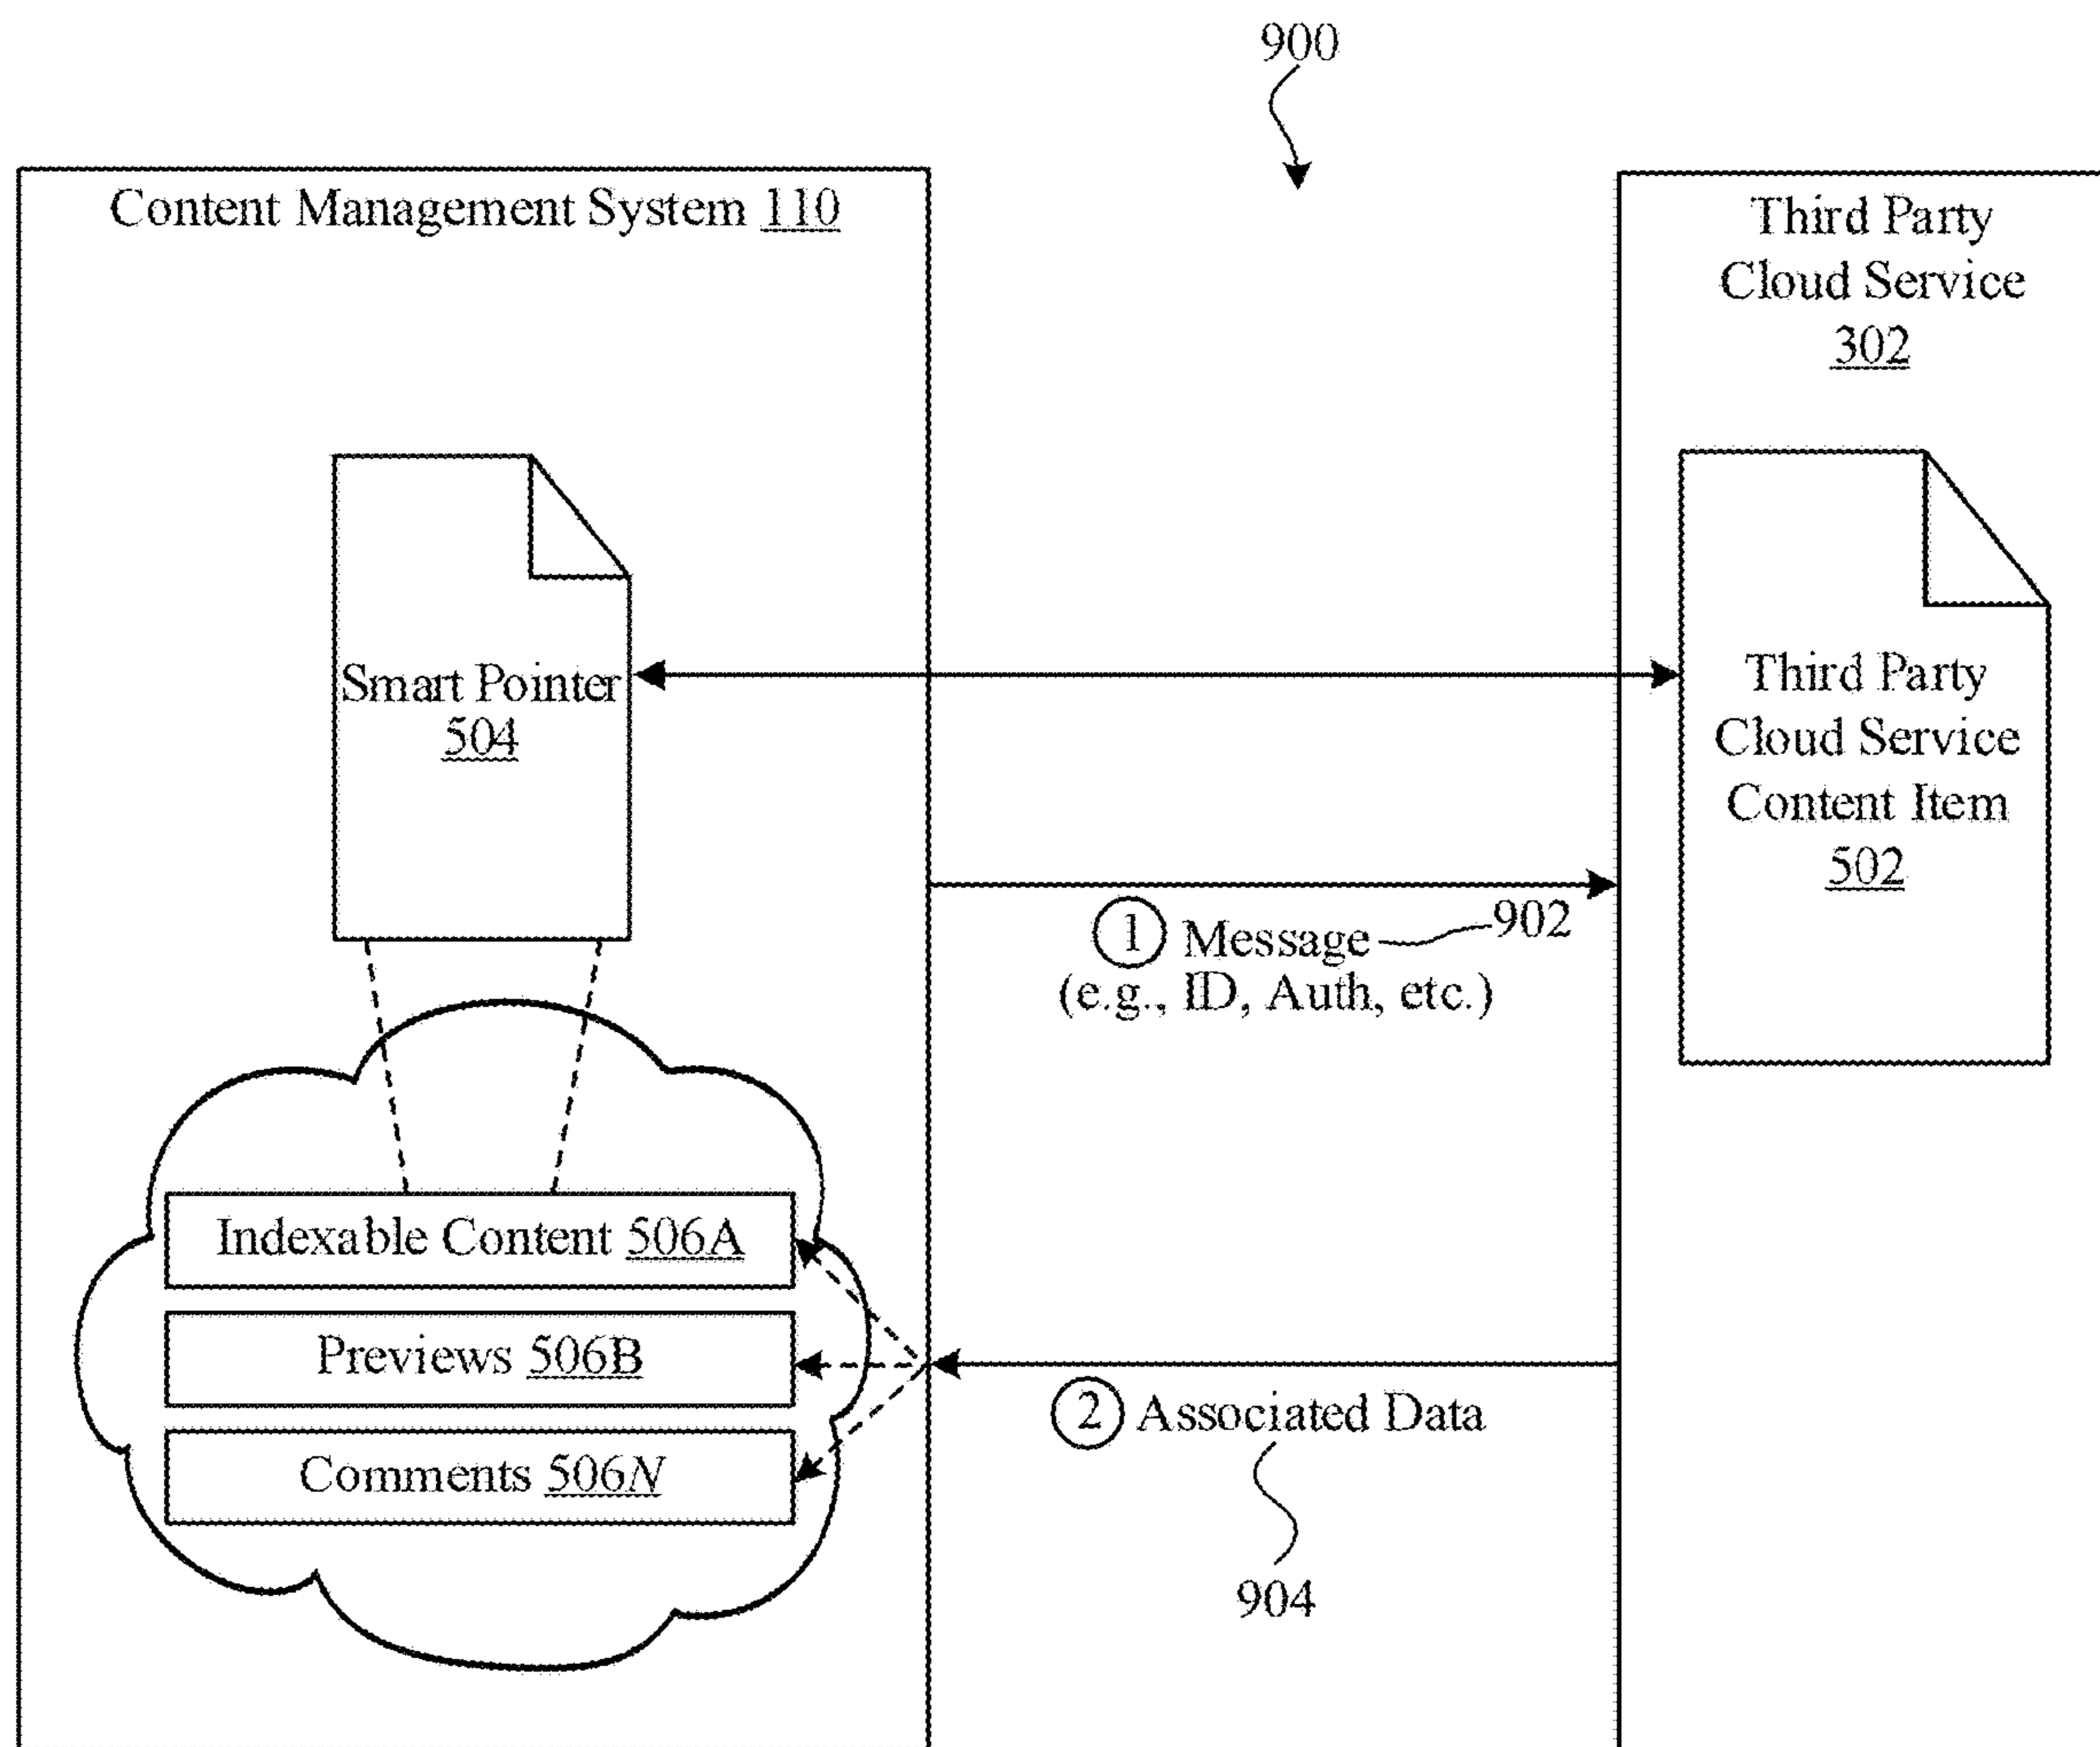 900
Content Management System 110
Third Party
Cloud Service
302
Smart Pointer
504
Third Party
Cloud Service
Content Item
502
① Message 902
(e.g., ID, Auth, etc.)
Indexable Content 506A
Previews 506B
Comments 506N
② Associated Data
904